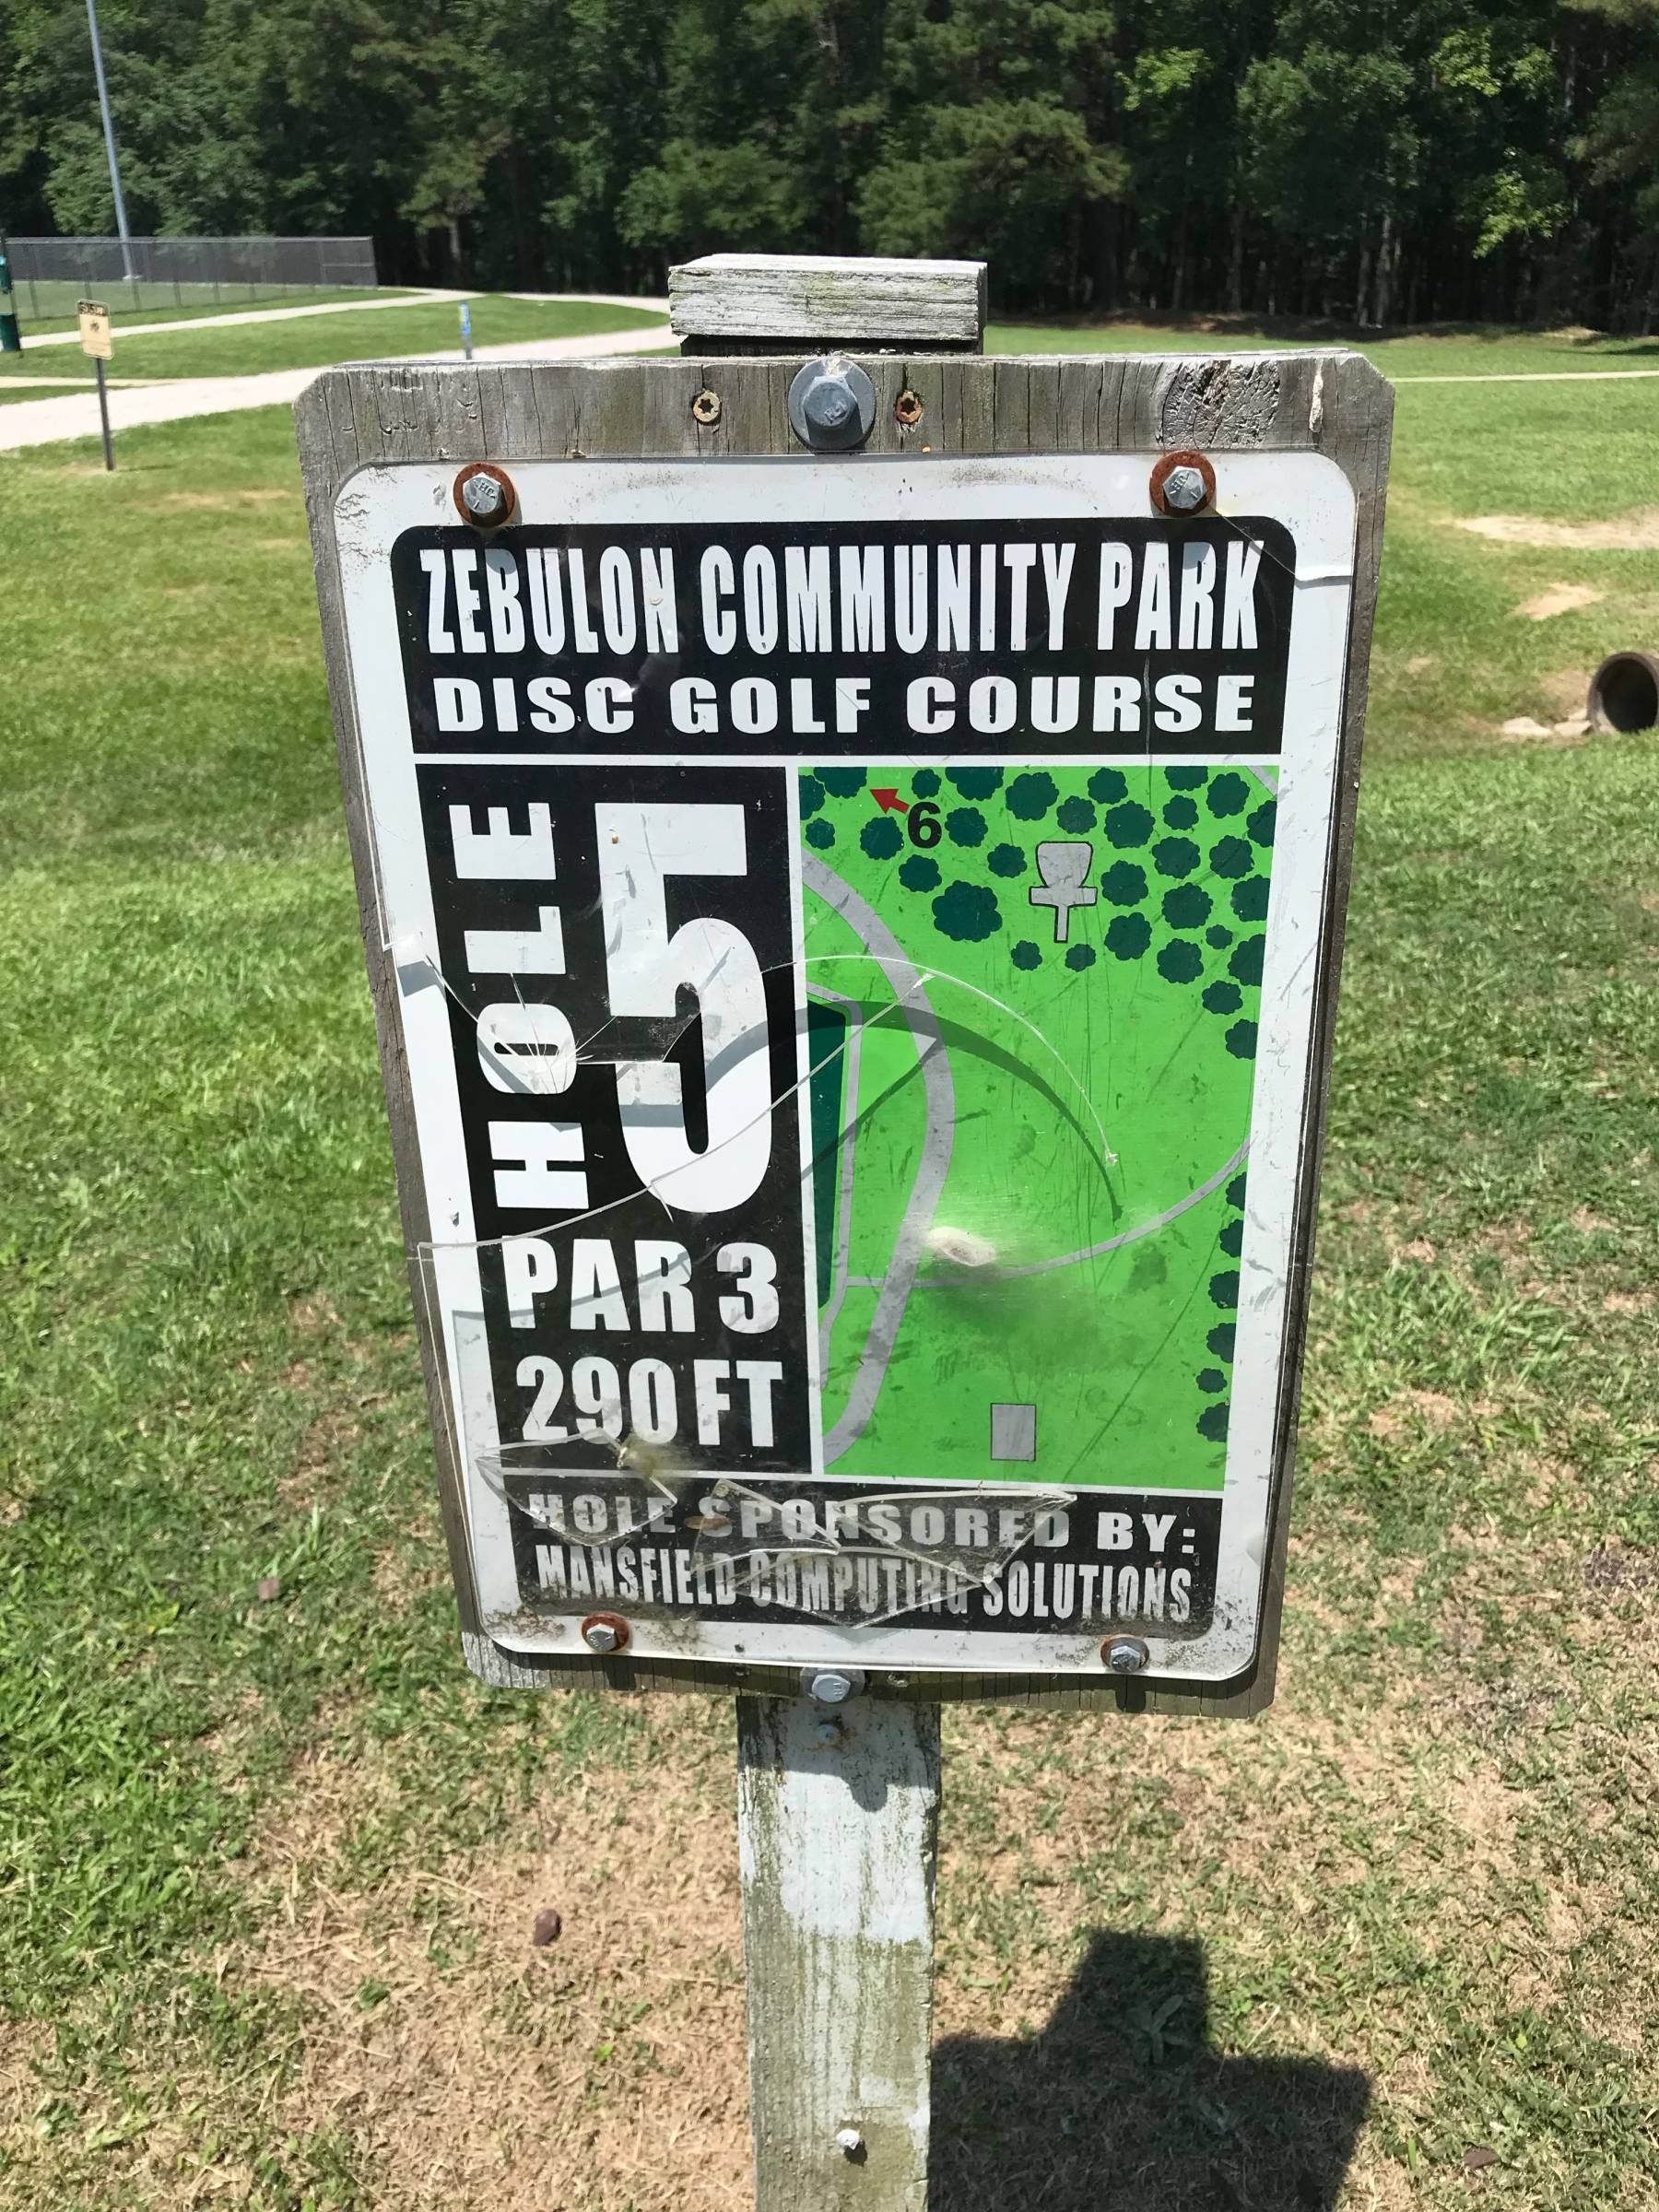 ZEBULON COMMUNITY PARK
DISC GOLF COURSE
HOLE 5
PAR 3
290 FT
6
HOLE SPONSORED BY:
MANSFIELD COMPUTING SOLUTIONS